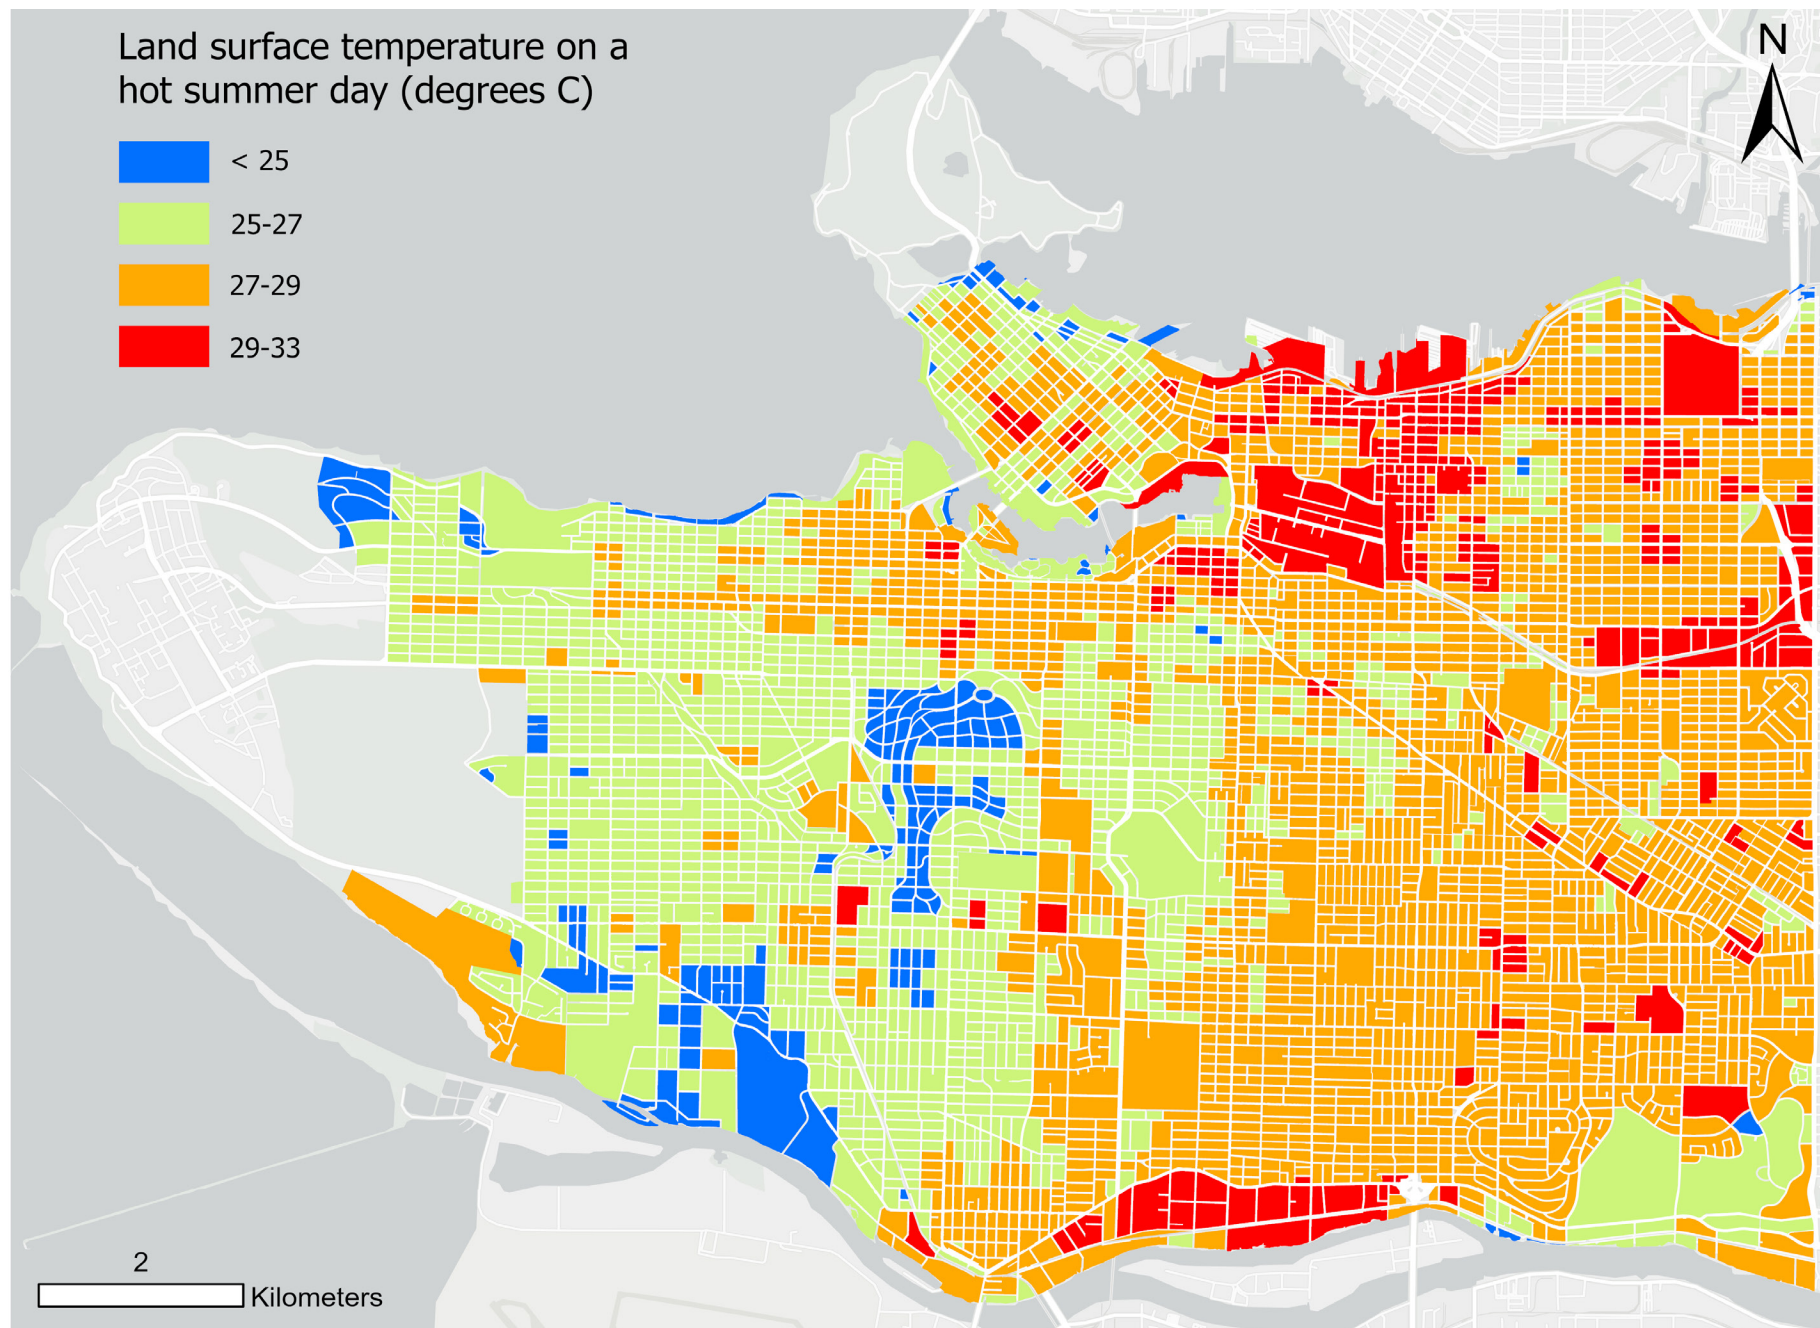 Land surface temperature on a
hot summer day (degrees C)
< 25
25-27
27-29
29-33
N
2
Kilometers